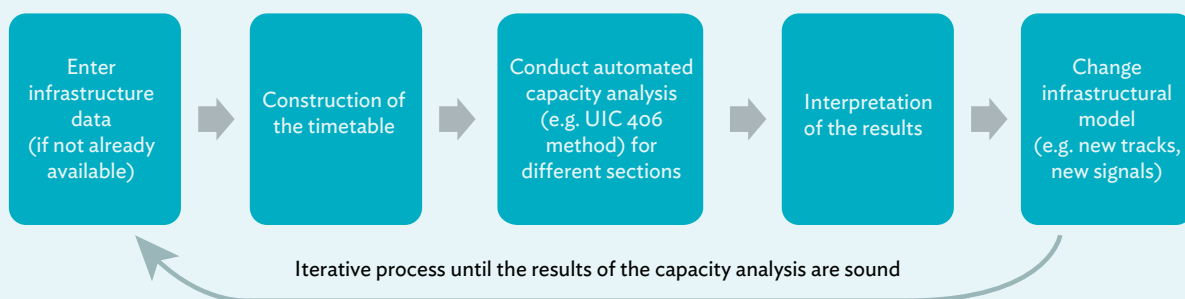 Enter
infrastructure
data
(if not already
available)
Construction of
the timetable
Conduct automated
capacity analysis
(e.g. UIC 406
method) for
different sections
Interpretation
of the results
Change
infrastructural
model
(e.g. new tracks,
new signals)
Iterative process until the results of the capacity analysis are sound